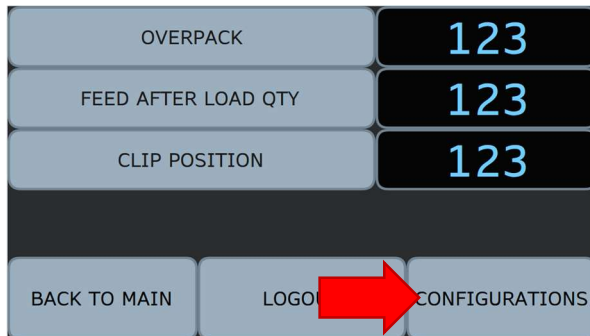 OVERPACK 123
FEED AFTER LOAD QTY 123
CLIP POSITION 123
BACK TO MAIN LOGOU CONFIGURATIONS